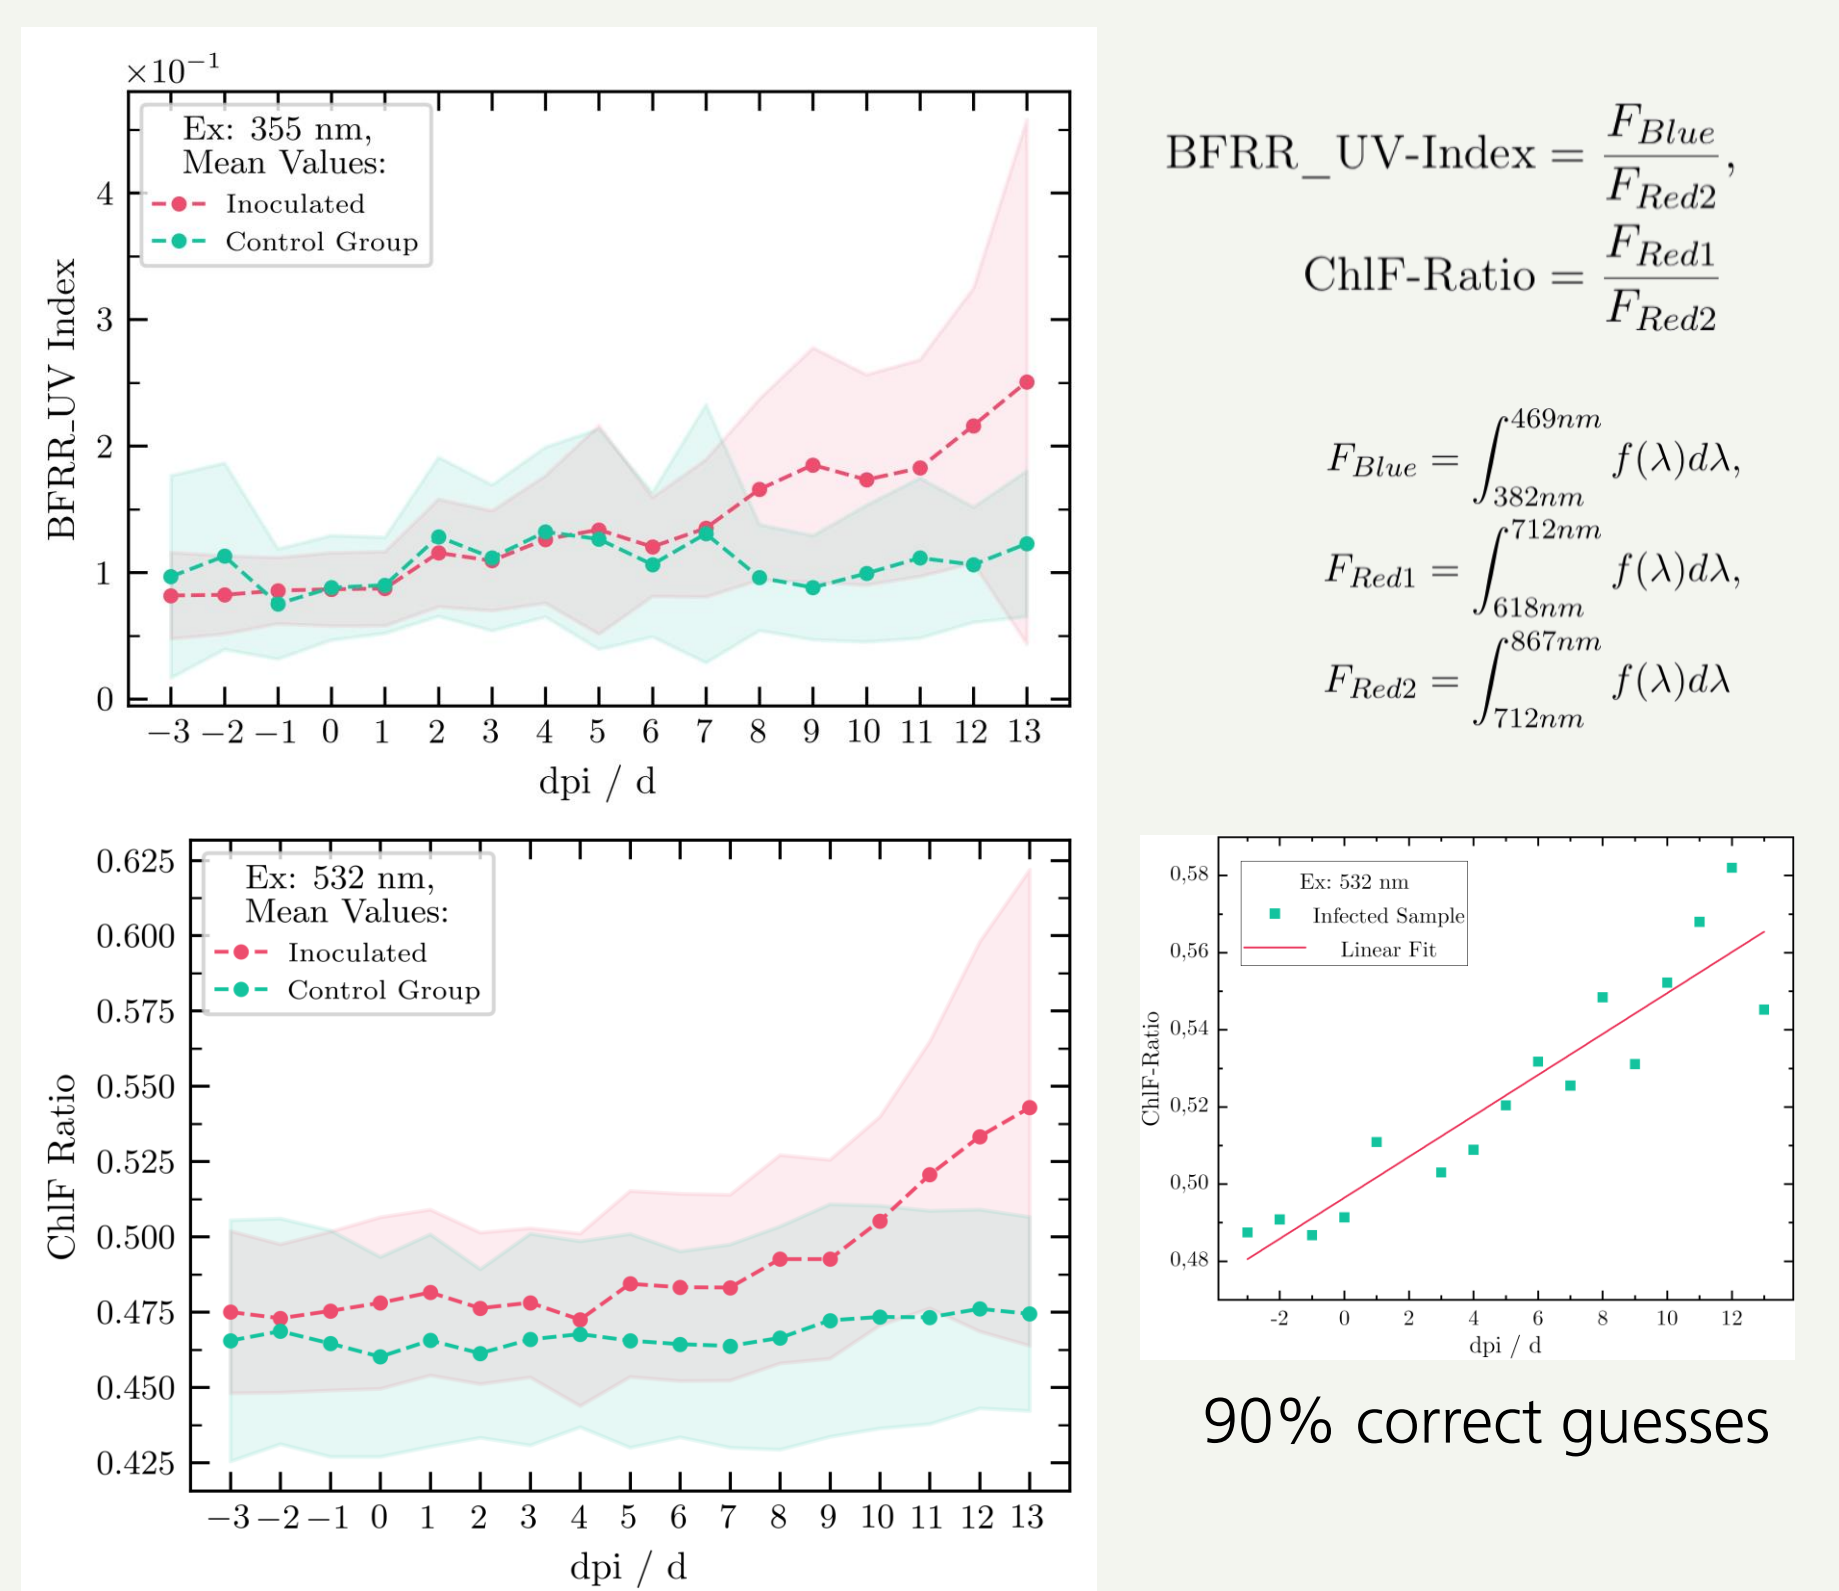 ×10⁻¹
Ex: 355 nm,
Mean Values:
Inoculated
Control Group
BFRR_UV Index
4
3
2
1
0
−3 −2 −1 0 1 2 3 4 5 6 7 8 9 10 11 12 13
dpi / d
BFRR_UV-Index = F_Blue / F_Red2,
ChlF-Ratio = F_Red1 / F_Red2
F_Blue = ∫_382nm^469nm f(λ)dλ,
F_Red1 = ∫_618nm^712nm f(λ)dλ,
F_Red2 = ∫_712nm^867nm f(λ)dλ
Ex: 532 nm,
Mean Values:
Inoculated
Control Group
ChlF Ratio
0.625
0.600
0.575
0.550
0.525
0.500
0.475
0.450
0.425
−3 −2 −1 0 1 2 3 4 5 6 7 8 9 10 11 12 13
dpi / d
Ex: 532 nm
Infected Sample
Linear Fit
ChlF-Ratio
0,58
0,56
0,54
0,52
0,50
0,48
-2 0 2 4 6 8 10 12
dpi / d
90% correct guesses